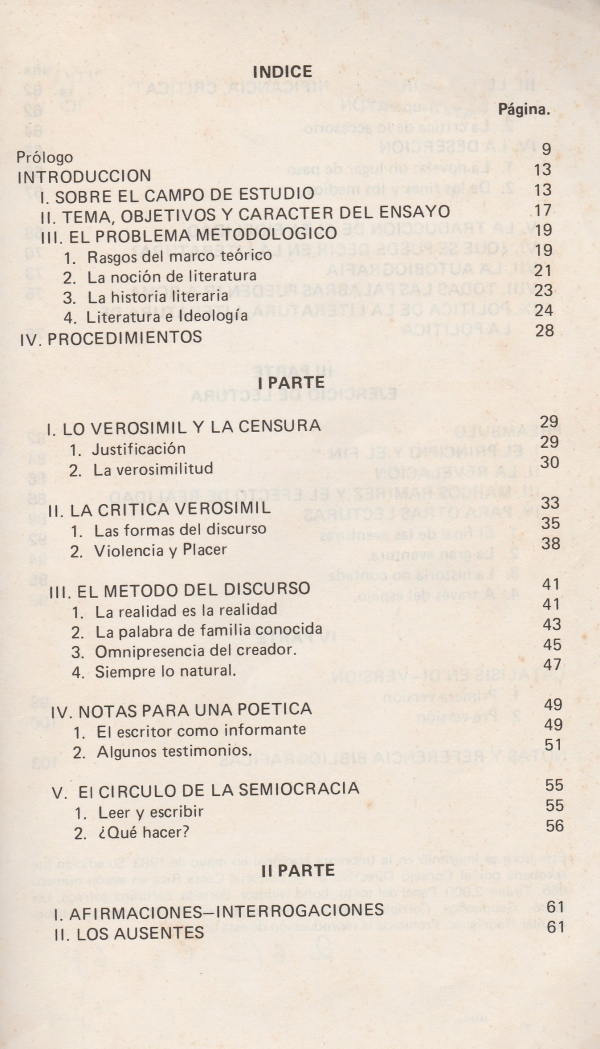 INDICE
Página.
Prólogo 9
INTRODUCCION 13
I. SOBRE EL CAMPO DE ESTUDIO 13
II. TEMA, OBJETIVOS Y CARACTER DEL ENSAYO 17
III. EL PROBLEMA METODOLOGICO 19
1. Rasgos del marco teórico 19
2. La noción de literatura 21
3. La historia literaria 23
4. Literatura e Ideología 24
IV. PROCEDIMIENTOS 28
I PARTE
I. LO VEROSIMIL Y LA CENSURA 29
1. Justificación 29
2. La verosimilitud 30
II. LA CRITICA VEROSIMIL 33
1. Las formas del discurso 35
2. Violencia y Placer 38
III. EL METODO DEL DISCURSO 41
1. La realidad es la realidad 41
2. La palabra de familia conocida 43
3. Omnipresencia del creador. 45
4. Siempre lo natural. 47
IV. NOTAS PARA UNA POETICA 49
1. El escritor como informante 49
2. Algunos testimonios. 51
V. El CIRCULO DE LA SEMIOCRACIA 55
1. Leer y escribir 55
2. ¿Qué hacer? 56
II PARTE
I. AFIRMACIONES—INTERROGACIONES 61
II. LOS AUSENTES 61